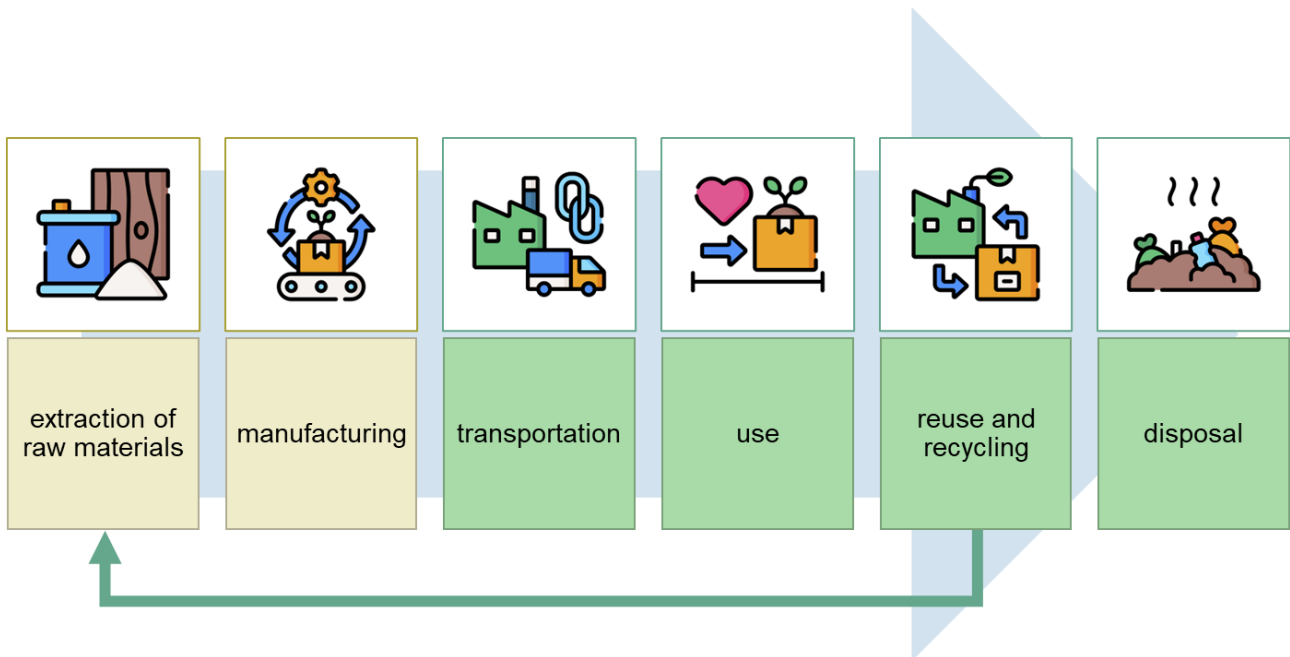 extraction of
raw materials
manufacturing
transportation
use
reuse and
recycling
disposal